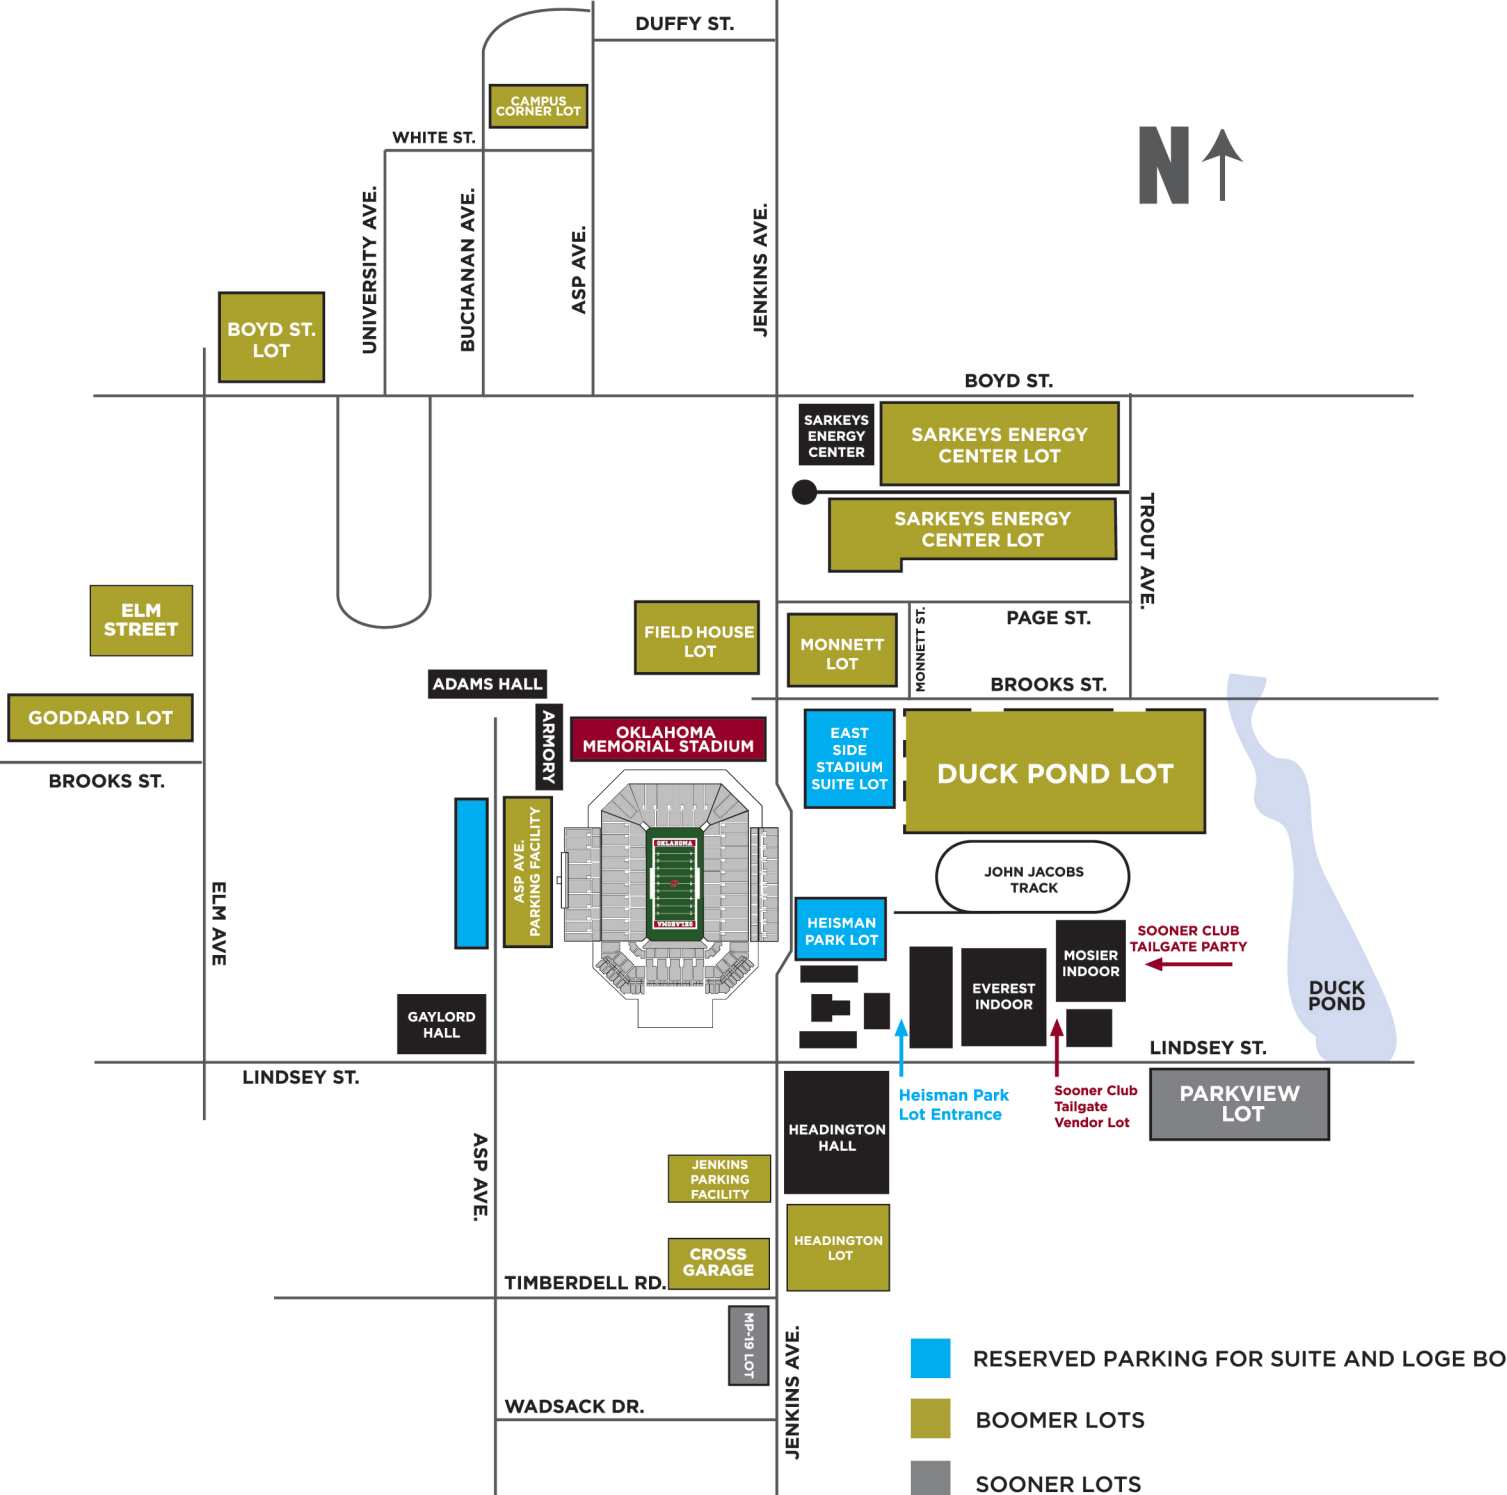 DUFFY ST.
CAMPUS
CORNER LOT
WHITE ST.
N
UNIVERSITY AVE.
BUCHANAN AVE.
ASP AVE.
JENKINS AVE.
BOYD ST.
LOT
BOYD ST.
SARKEYS
ENERGY
CENTER
SARKEYS ENERGY
CENTER LOT
SARKEYS ENERGY
CENTER LOT
TROUT AVE.
ELM
STREET
FIELD HOUSE
LOT
MONNETT
LOT
MONNETT ST.
PAGE ST.
ADAMS HALL
BROOKS ST.
GODDARD LOT
ARMORY
OKLAHOMA
MEMORIAL STADIUM
EAST
SIDE
STADIUM
SUITE LOT
DUCK POND LOT
BROOKS ST.
ASP AVE.
PARKING FACILITY
OKLAHOMA
OKLAHOMA
JOHN JACOBS
TRACK
ELM AVE
HEISMAN
PARK LOT
SOONER CLUB
TAILGATE PARTY
MOSIER
INDOOR
EVEREST
INDOOR
DUCK
POND
GAYLORD
HALL
LINDSEY ST.
LINDSEY ST.
Heisman Park
Lot Entrance
Sooner Club
Tailgate
Vendor Lot
PARKVIEW
LOT
HEADINGTON
HALL
ASP AVE.
JENKINS
PARKING
FACILITY
HEADINGTON
LOT
CROSS
GARAGE
TIMBERDELL RD.
MP-19 LOT
JENKINS AVE.
WADSACK DR.
RESERVED PARKING FOR SUITE AND LOGE BO
BOOMER LOTS
SOONER LOTS